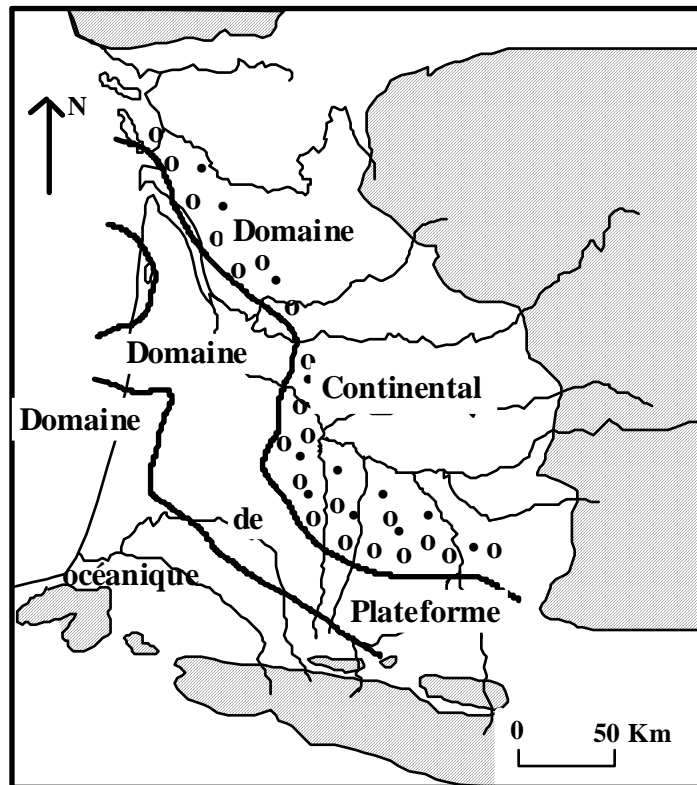 N
Domaine
Domaine
Continental
Domaine
de
océanique
Plateforme
0 50 Km